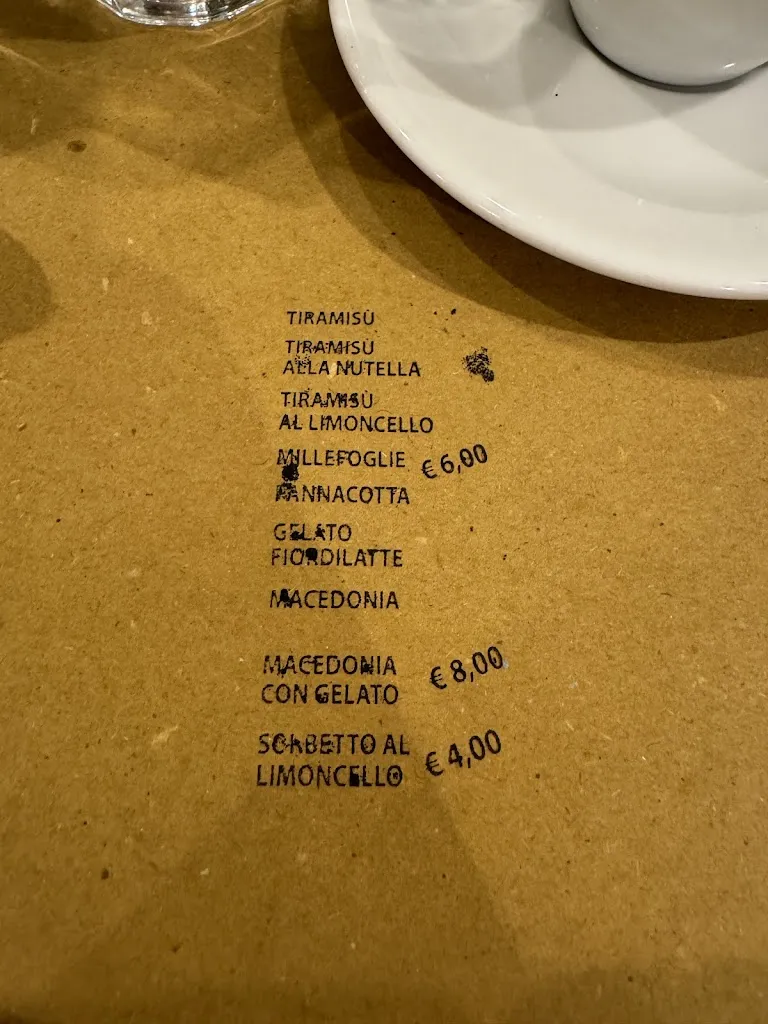 TIRAMISÙ
TIRAMISÙ
ALLA NUTELLA
TIRAMISÙ
AL LIMONCELLO
MILLEFOGLIE € 6,00
PANNACOTTA
GELATO
FIORDILATTE
MACEDONIA
MACEDONIA € 8,00
CON GELATO
SORBETTO AL € 4,00
LIMONCELLO